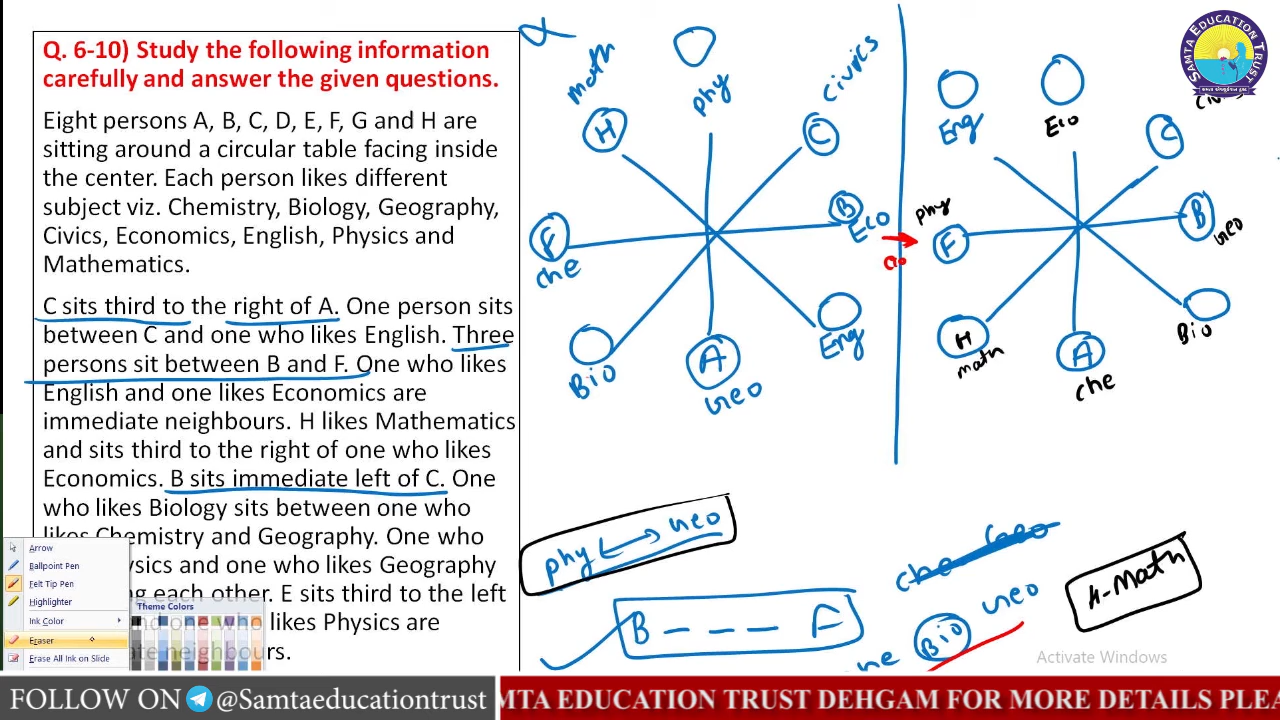 Q. 6-10) Study the following information
carefully and answer the given questions.
Eight persons A, B, C, D, E, F, G and H are
sitting around a circular table facing inside
the center. Each person likes different
subject viz. Chemistry, Biology, Geography,
Civics, Economics, English, Physics and
Mathematics.
C sits third to the right of A. One person sits
between C and one who likes English. Three
persons sit between B and F. One who likes
English and one likes Economics are
immediate neighbours. H likes Mathematics
and sits third to the right of one who likes
Economics. B sits immediate left of C. One
who likes Biology sits between one who
likes Chemistry and Geography. One who
ysics and one who likes Geography
ng each other. E sits third to the left
nd one who likes Physics are
te neighbours.
Arrow
Ballpoint Pen
Felt Tip Pen
Highlighter
Ink Color
Eraser
Erase All Ink on Slide
Theme Colors
math
phy
civics
H
C
F
che
B
Eco
Bio
A
Geo
Eng
Eng
Eco
C
phy
F
B
Geo
H
math
A
che
Bio
phy Geo
B F
che Geo
Bio Geo
H-Math
SAMTA EDUCATION TRUST
Activate Windows
FOLLOW ON @Samtaeducationtrust
MTA EDUCATION TRUST DEHGAM FOR MORE DETAILS PLEA